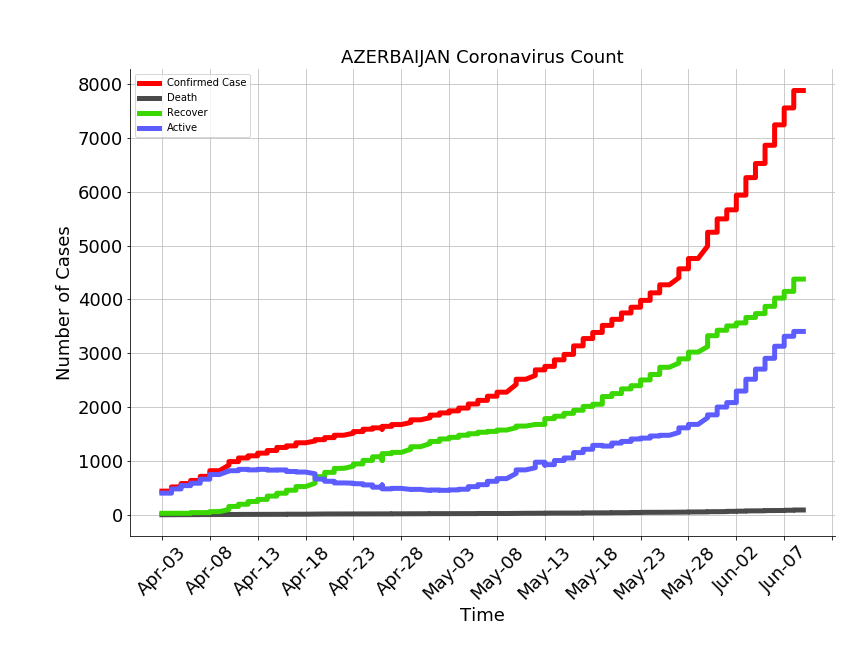 AZERBAIJAN Coronavirus Count
Confirmed Case
Death
Recover
Active
Number of Cases
8000
7000
6000
5000
4000
3000
2000
1000
0
Apr-03
Apr-08
Apr-13
Apr-18
Apr-23
Apr-28
May-03
May-08
May-13
May-18
May-23
May-28
Jun-02
Jun-07
Time